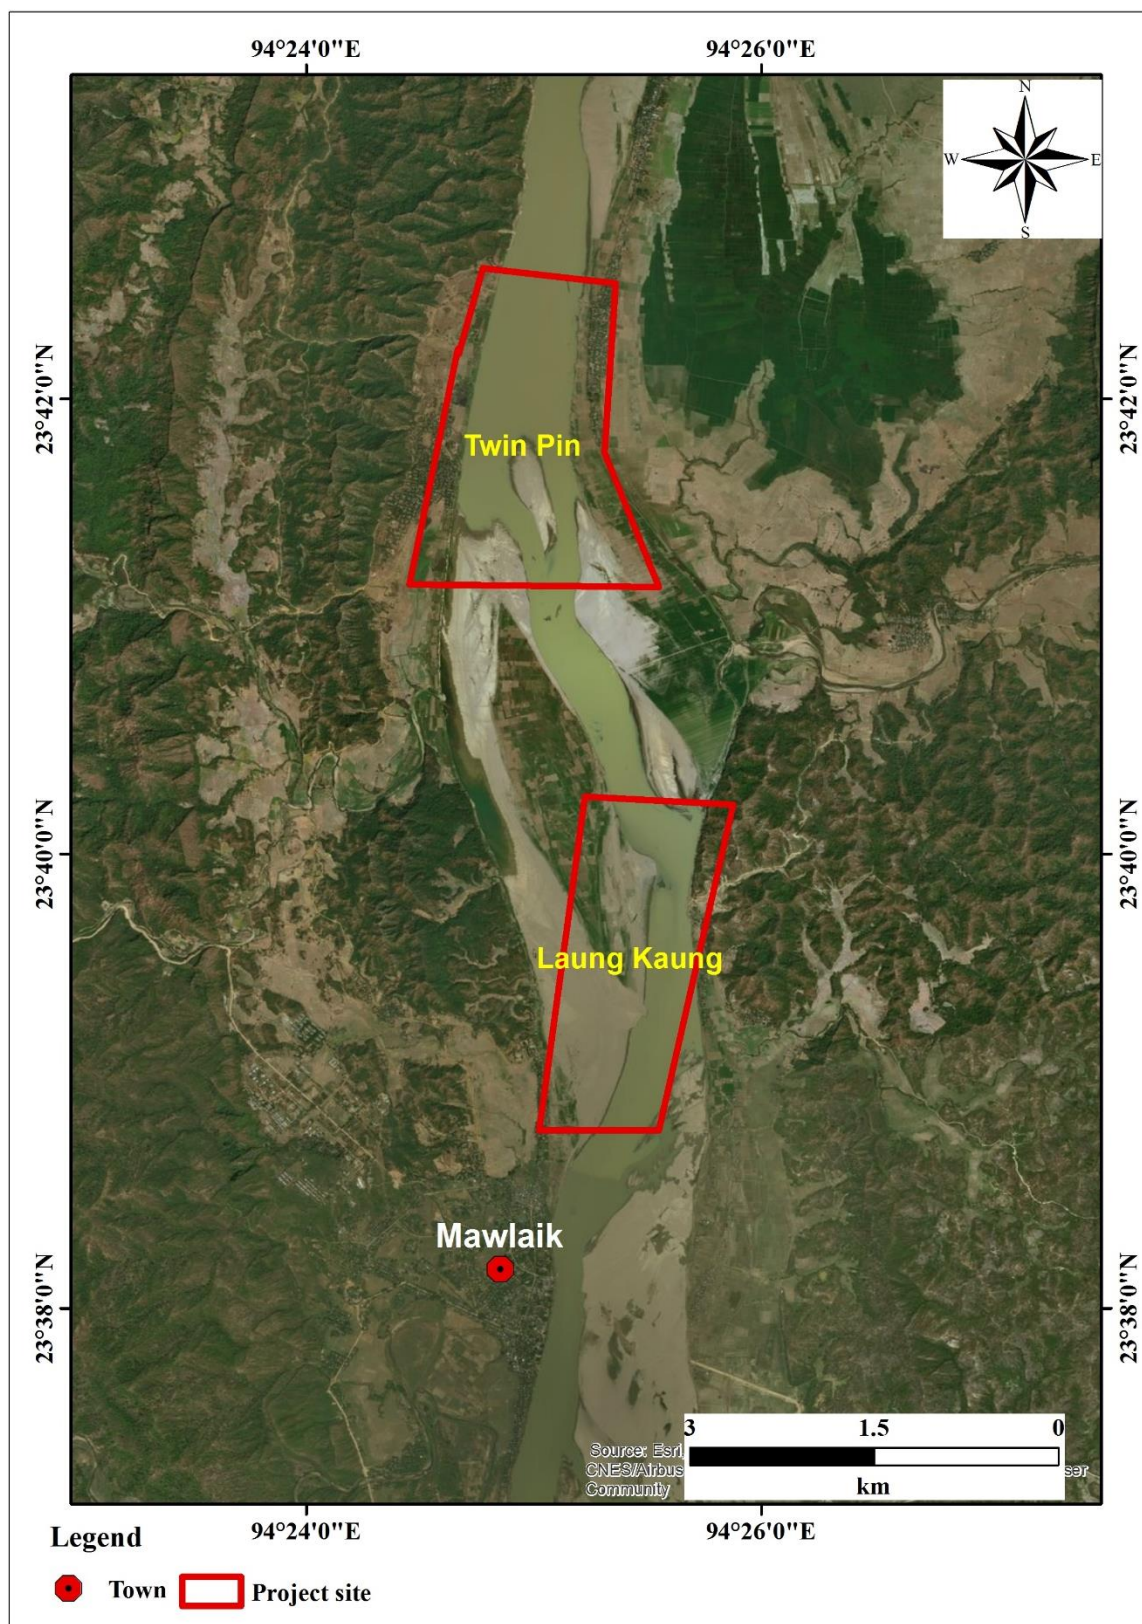 94°24'0"E 94°26'0"E
N
W E
S
23°42'0"N 23°42'0"N
Twin Pin
23°40'0"N 23°40'0"N
Laung Kaung
Mawlaik
23°38'0"N 23°38'0"N
3 1.5 0
km
Source: Esri,
CNES/Airbus
ser
Community
94°24'0"E 94°26'0"E
Legend
Town Project site